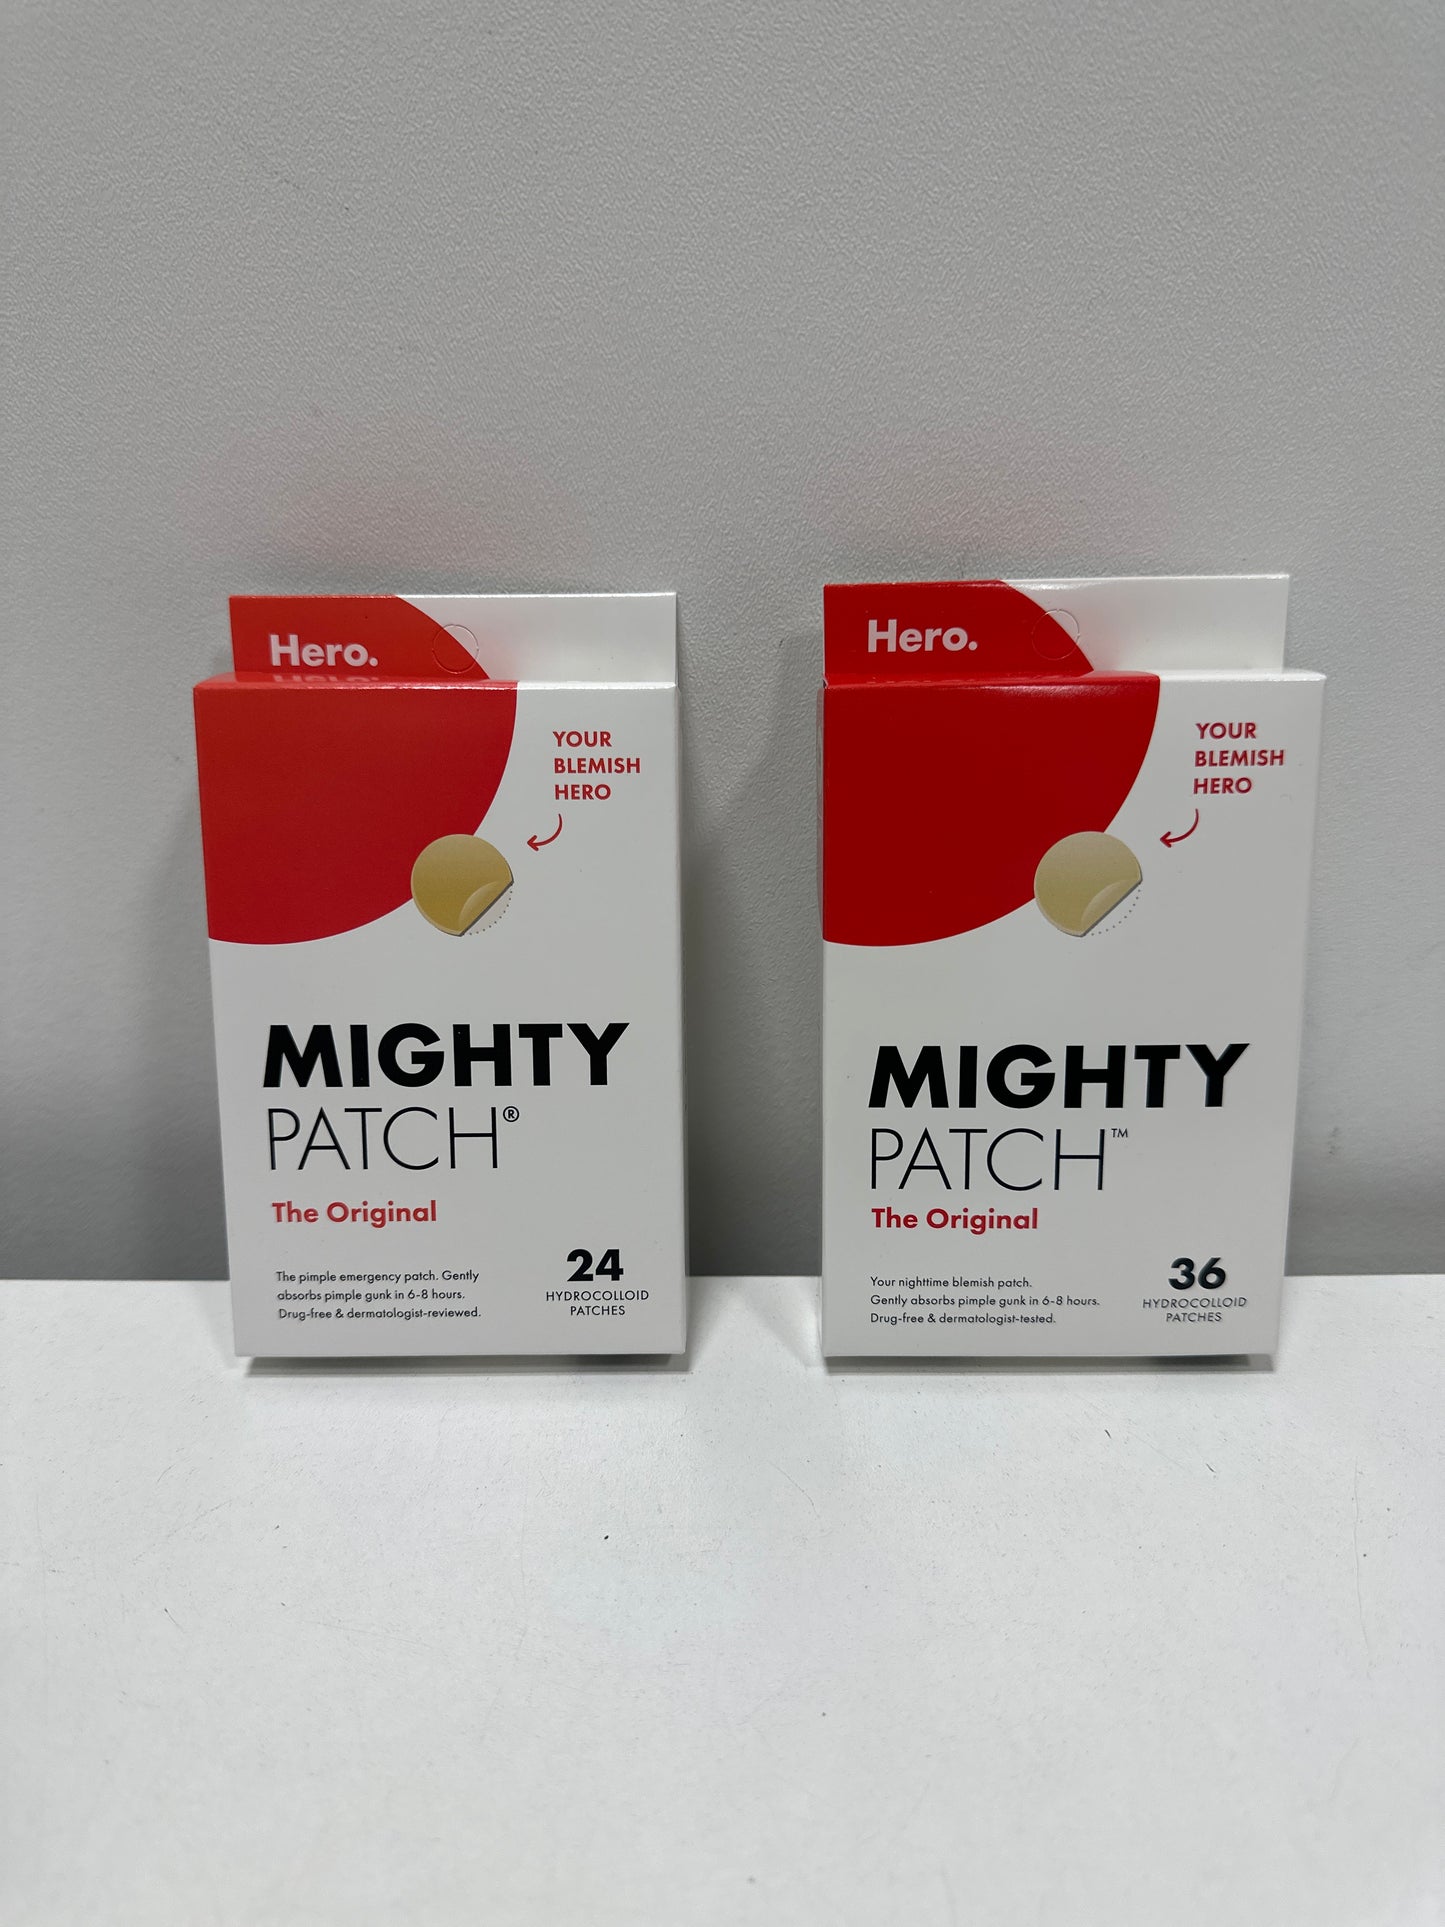 Hero.
YOUR
BLEMISH
HERO
MIGHTY
PATCH®
The Original
The pimple emergency patch. Gently
absorbs pimple gunk in 6-8 hours.
Drug-free & dermatologist-reviewed.
24
HYDROCOLLOID
PATCHES
Hero.
YOUR
BLEMISH
HERO
MIGHTY
PATCH™
The Original
Your nighttime blemish patch.
Gently absorbs pimple gunk in 6-8 hours.
Drug-free & dermatologist-tested.
36
HYDROCOLLOID
PATCHES